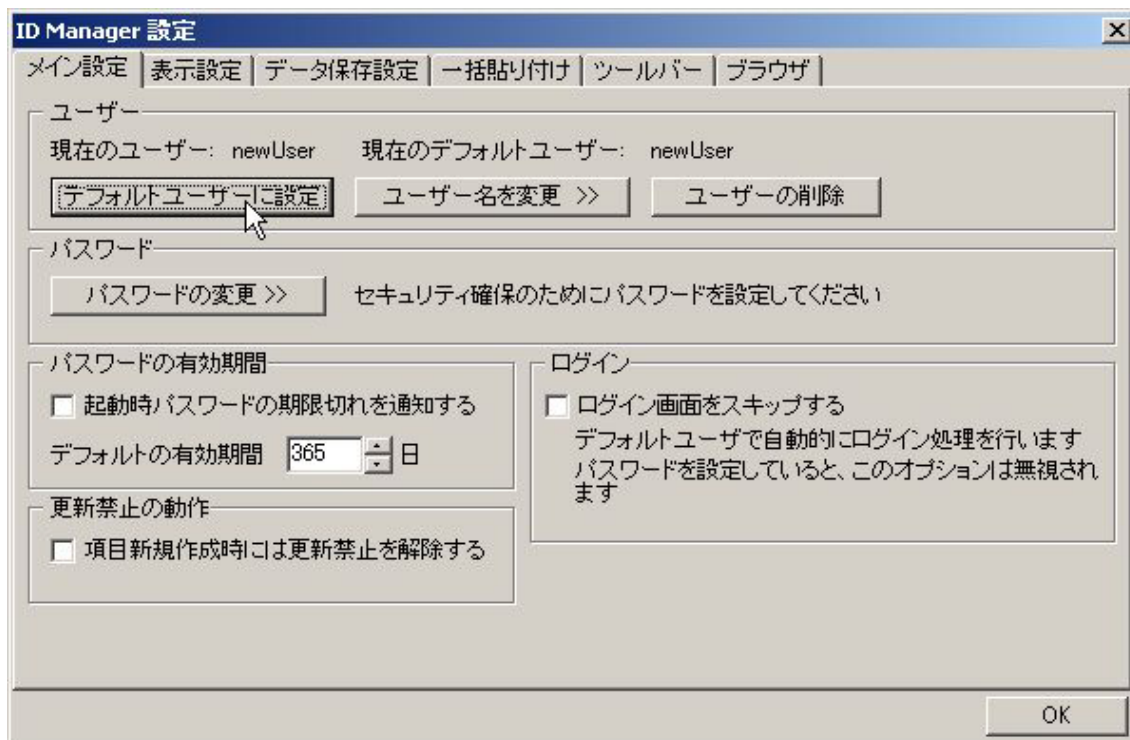 ID Manager 設定
メイン設定 表示設定 データ保存設定 一括貼り付け ツールバー ブラウザ
ユーザー
現在のユーザー: newUser 現在のデフォルトユーザー: newUser
デフォルトユーザーに設定 ユーザー名を変更 >> ユーザーの削除
パスワード
パスワードの変更 >> セキュリティ確保のためにパスワードを設定してください
パスワードの有効期間
起動時パスワードの期限切れを通知する
デフォルトの有効期間 365 日
更新禁止の動作
項目新規作成時には更新禁止を解除する
ログイン
ログイン画面をスキップする
デフォルトユーザで自動的にログイン処理を行います
パスワードを設定していると、このオプションは無視され
ます
OK